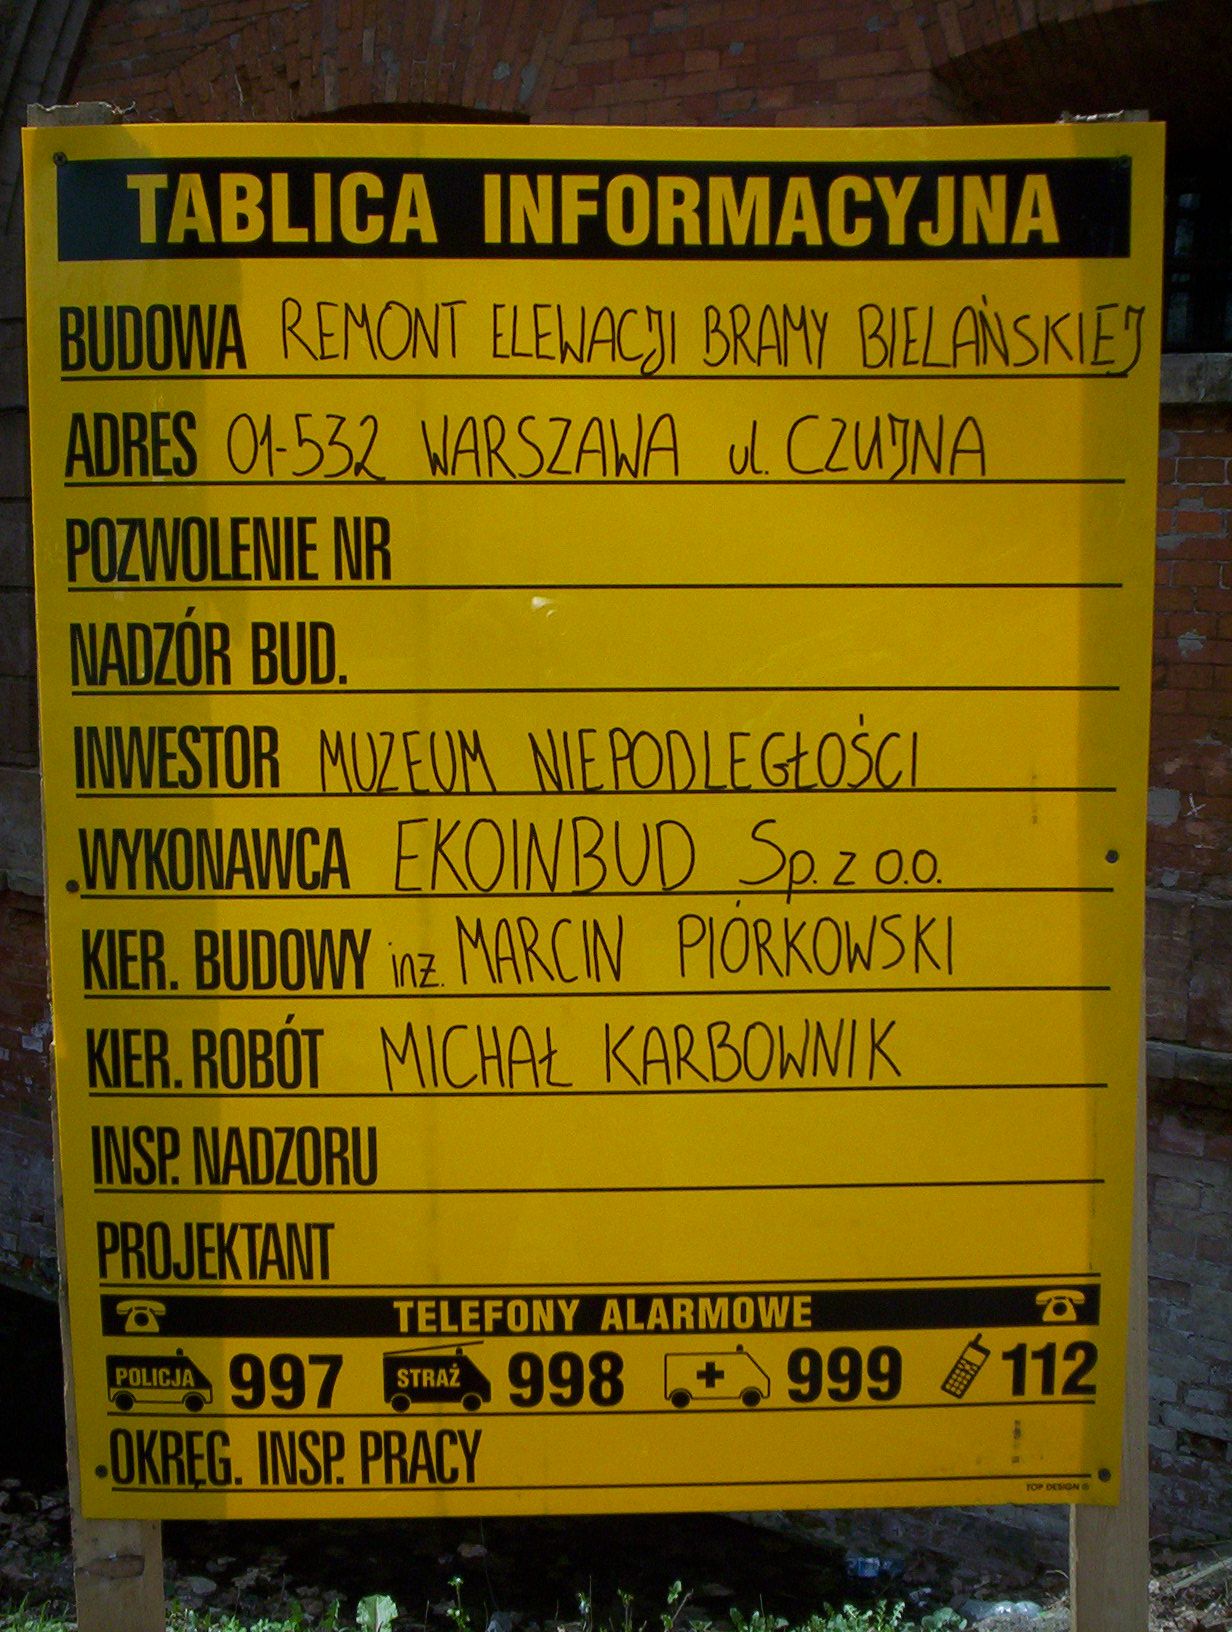 TABLICA INFORMACYJNA
BUDOWA REMONT ELEWACJI BRAMY BIELAŃSKIEJ
ADRES 01-532 WARSZAWA ul. CZUJNA
POZWOLENIE NR
NADZÓR BUD.
INWESTOR MUZEUM NIEPODLEGŁOŚCI
WYKONAWCA EKOINBUD Sp. z o.o.
KIER. BUDOWY inż. MARCIN PIÓRKOWSKI
KIER. ROBÓT MICHAŁ KARBOWNIK
INSP. NADZORU
PROJEKTANT
TELEFONY ALARMOWE
POLICJA 997 STRAŻ 998 999 112
OKRĘG. INSP. PRACY
TOP DESIGN ®